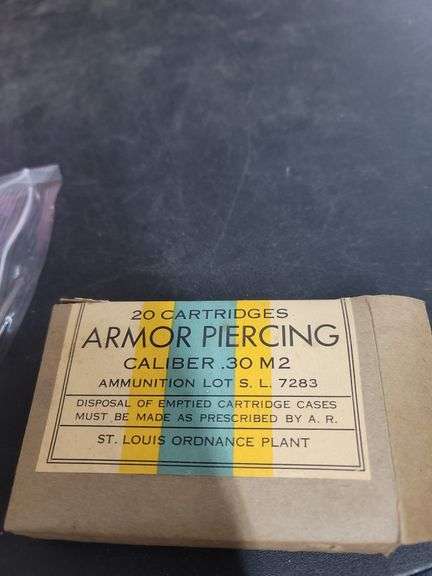 20 CARTRIDGES
ARMOR PIERCING
CALIBER .30 M2
AMMUNITION LOT S. L. 7283
DISPOSAL OF EMPTIED CARTRIDGE CASES
MUST BE MADE AS PRESCRIBED BY A. R.
ST. LOUIS ORDNANCE PLANT